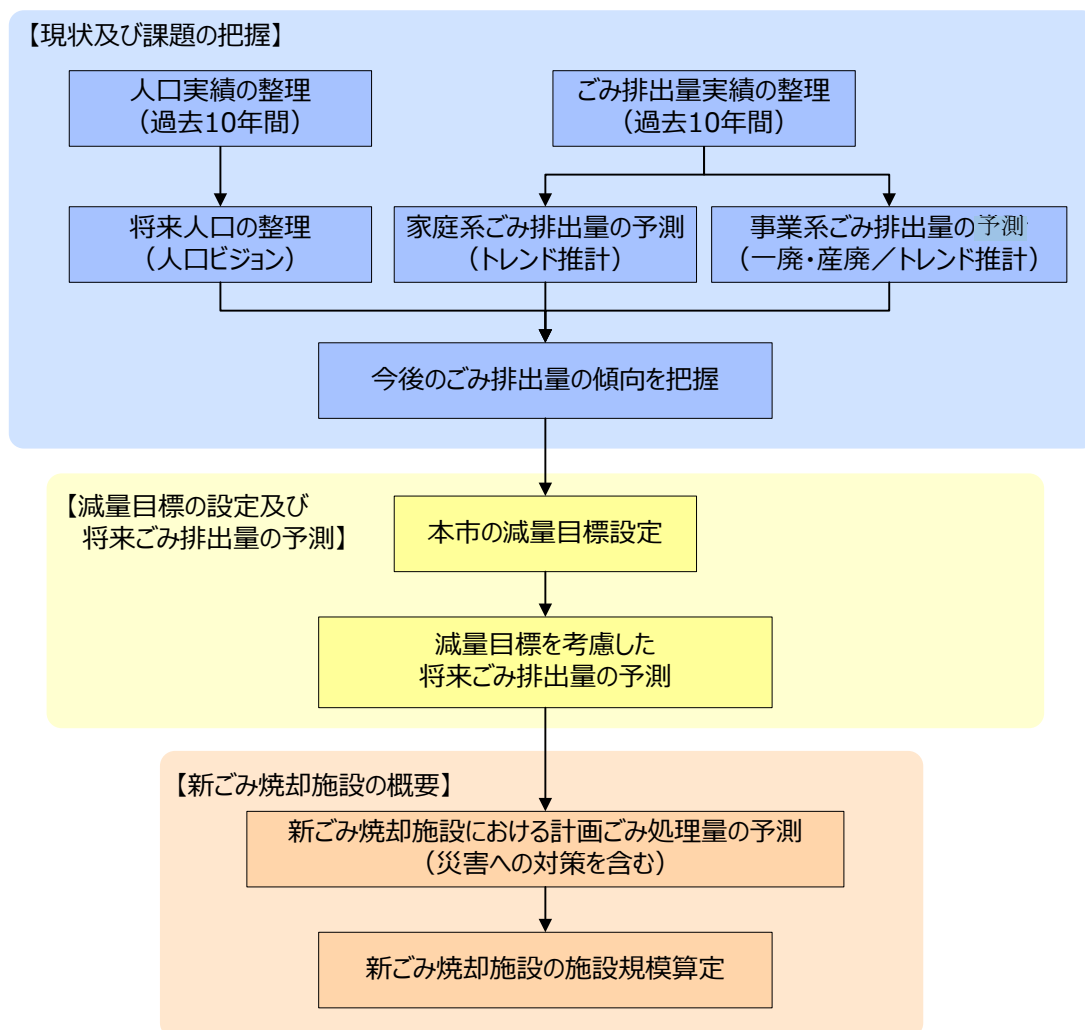 【現状及び課題の把握】
人口実績の整理
（過去10年間）
ごみ排出量実績の整理
（過去10年間）
将来人口の整理
（人口ビジョン）
家庭系ごみ排出量の予測
（トレンド推計）
事業系ごみ排出量の予測
（一廃・産廃／トレンド推計）
今後のごみ排出量の傾向を把握
【減量目標の設定及び
将来ごみ排出量の予測】
本市の減量目標設定
減量目標を考慮した
将来ごみ排出量の予測
【新ごみ焼却施設の概要】
新ごみ焼却施設における計画ごみ処理量の予測
（災害への対策を含む）
新ごみ焼却施設の施設規模算定